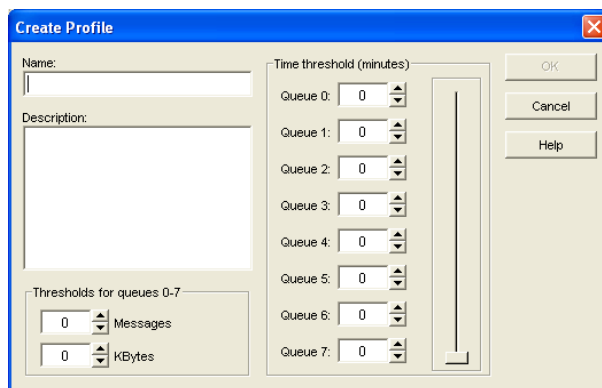 Create Profile
Name:
Description:
Thresholds for queues 0-7
0 Messages
0 KBytes
Time threshold (minutes)
Queue 0: 0
Queue 1: 0
Queue 2: 0
Queue 3: 0
Queue 4: 0
Queue 5: 0
Queue 6: 0
Queue 7: 0
OK
Cancel
Help